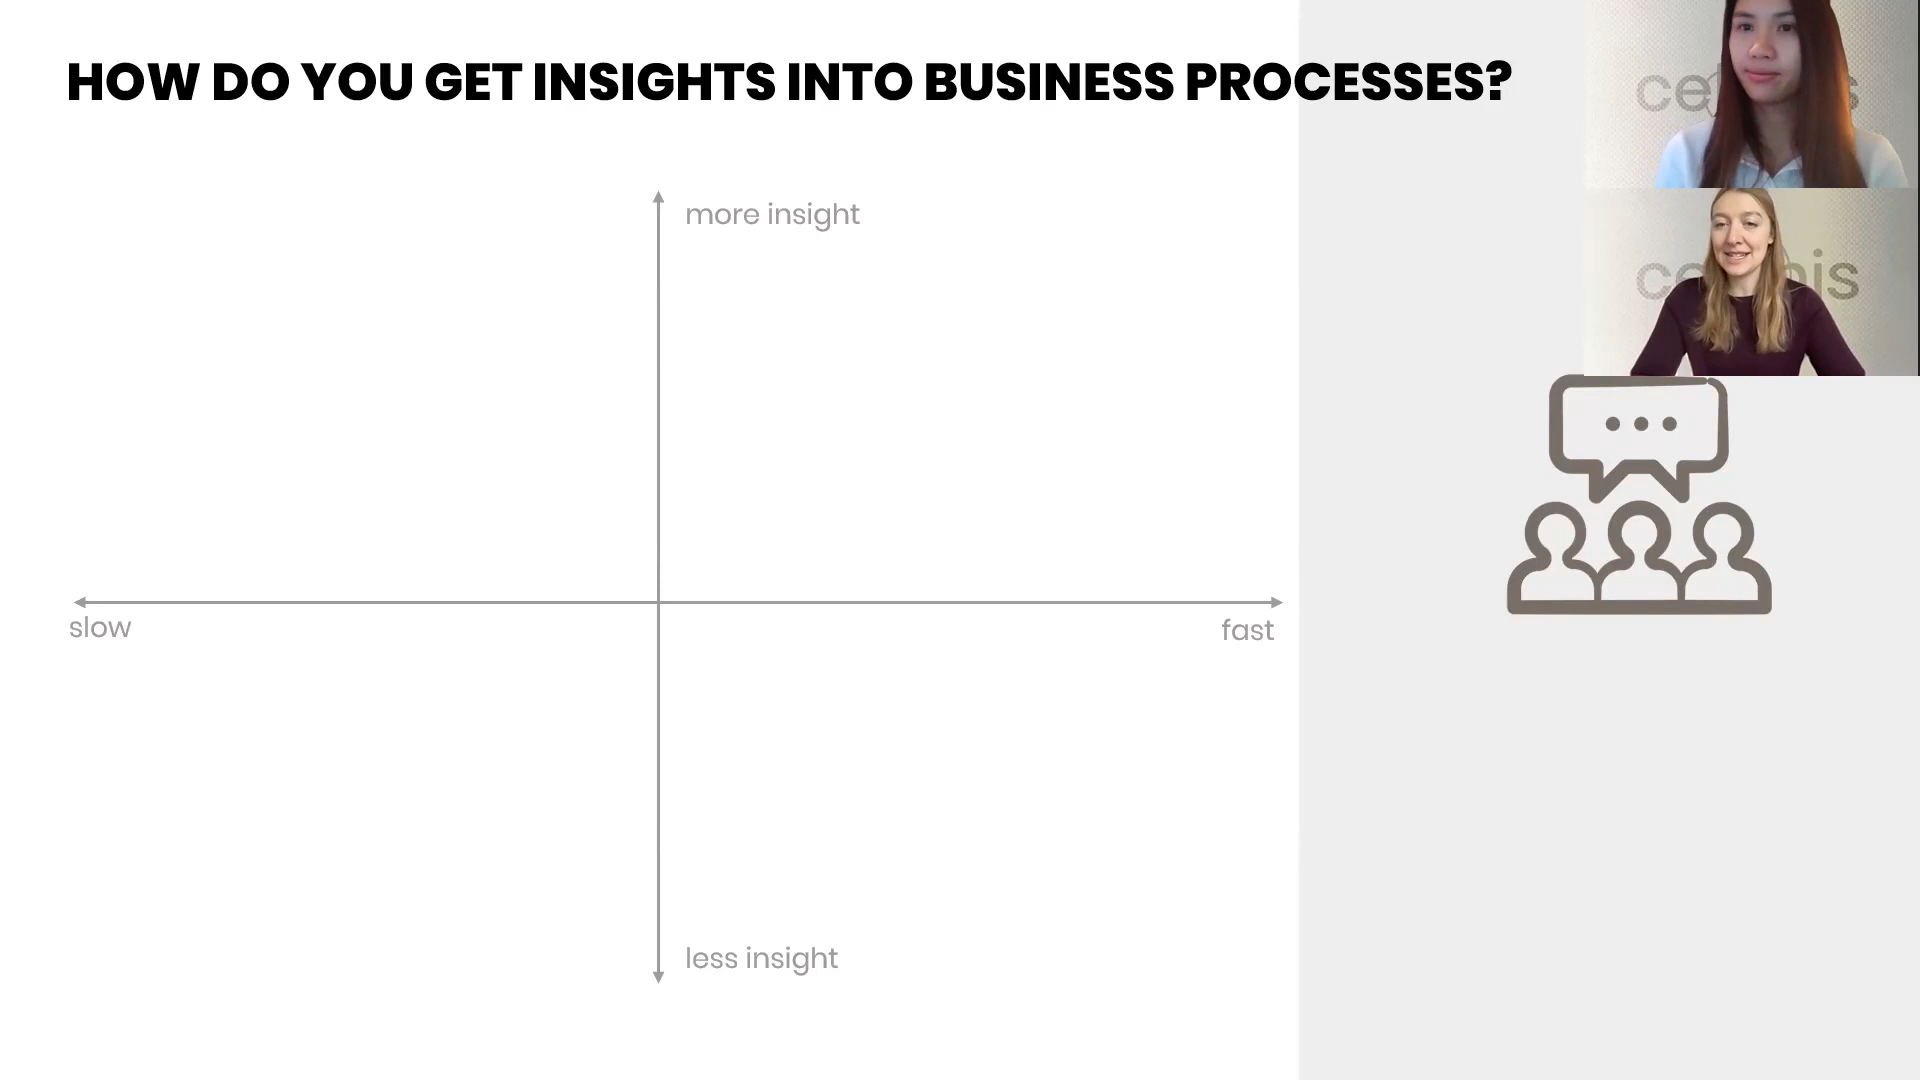 HOW DO YOU GET INSIGHTS INTO BUSINESS PROCESSES?
more insight
slow
fast
less insight